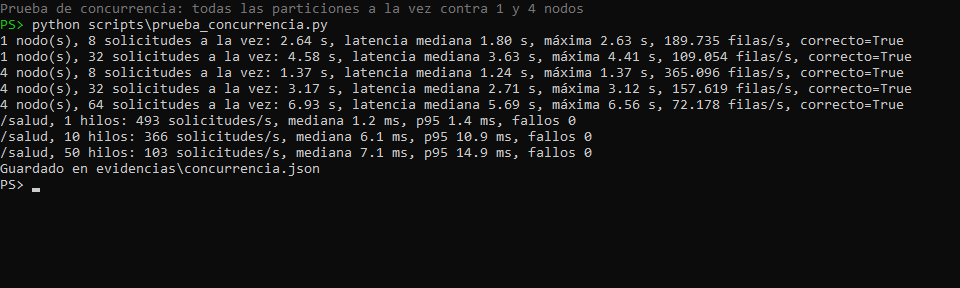 Prueba de concurrencia: todas las particiones a la vez contra 1 y 4 nodos
PS> python scripts\prueba_concurrencia.py
1 nodo(s), 8 solicitudes a la vez: 2.64 s, latencia mediana 1.80 s, máxima 2.63 s, 189.735 filas/s, correcto=True
1 nodo(s), 32 solicitudes a la vez: 4.58 s, latencia mediana 3.63 s, máxima 4.41 s, 109.054 filas/s, correcto=True
4 nodo(s), 8 solicitudes a la vez: 1.37 s, latencia mediana 1.24 s, máxima 1.37 s, 365.096 filas/s, correcto=True
4 nodo(s), 32 solicitudes a la vez: 3.17 s, latencia mediana 2.71 s, máxima 3.12 s, 157.619 filas/s, correcto=True
4 nodo(s), 64 solicitudes a la vez: 6.93 s, latencia mediana 5.69 s, máxima 6.56 s, 72.178 filas/s, correcto=True
/salud, 1 hilos: 493 solicitudes/s, mediana 1.2 ms, p95 1.4 ms, fallos 0
/salud, 10 hilos: 366 solicitudes/s, mediana 6.1 ms, p95 10.9 ms, fallos 0
/salud, 50 hilos: 103 solicitudes/s, mediana 7.1 ms, p95 14.9 ms, fallos 0
Guardado en evidencias\concurrencia.json
PS>